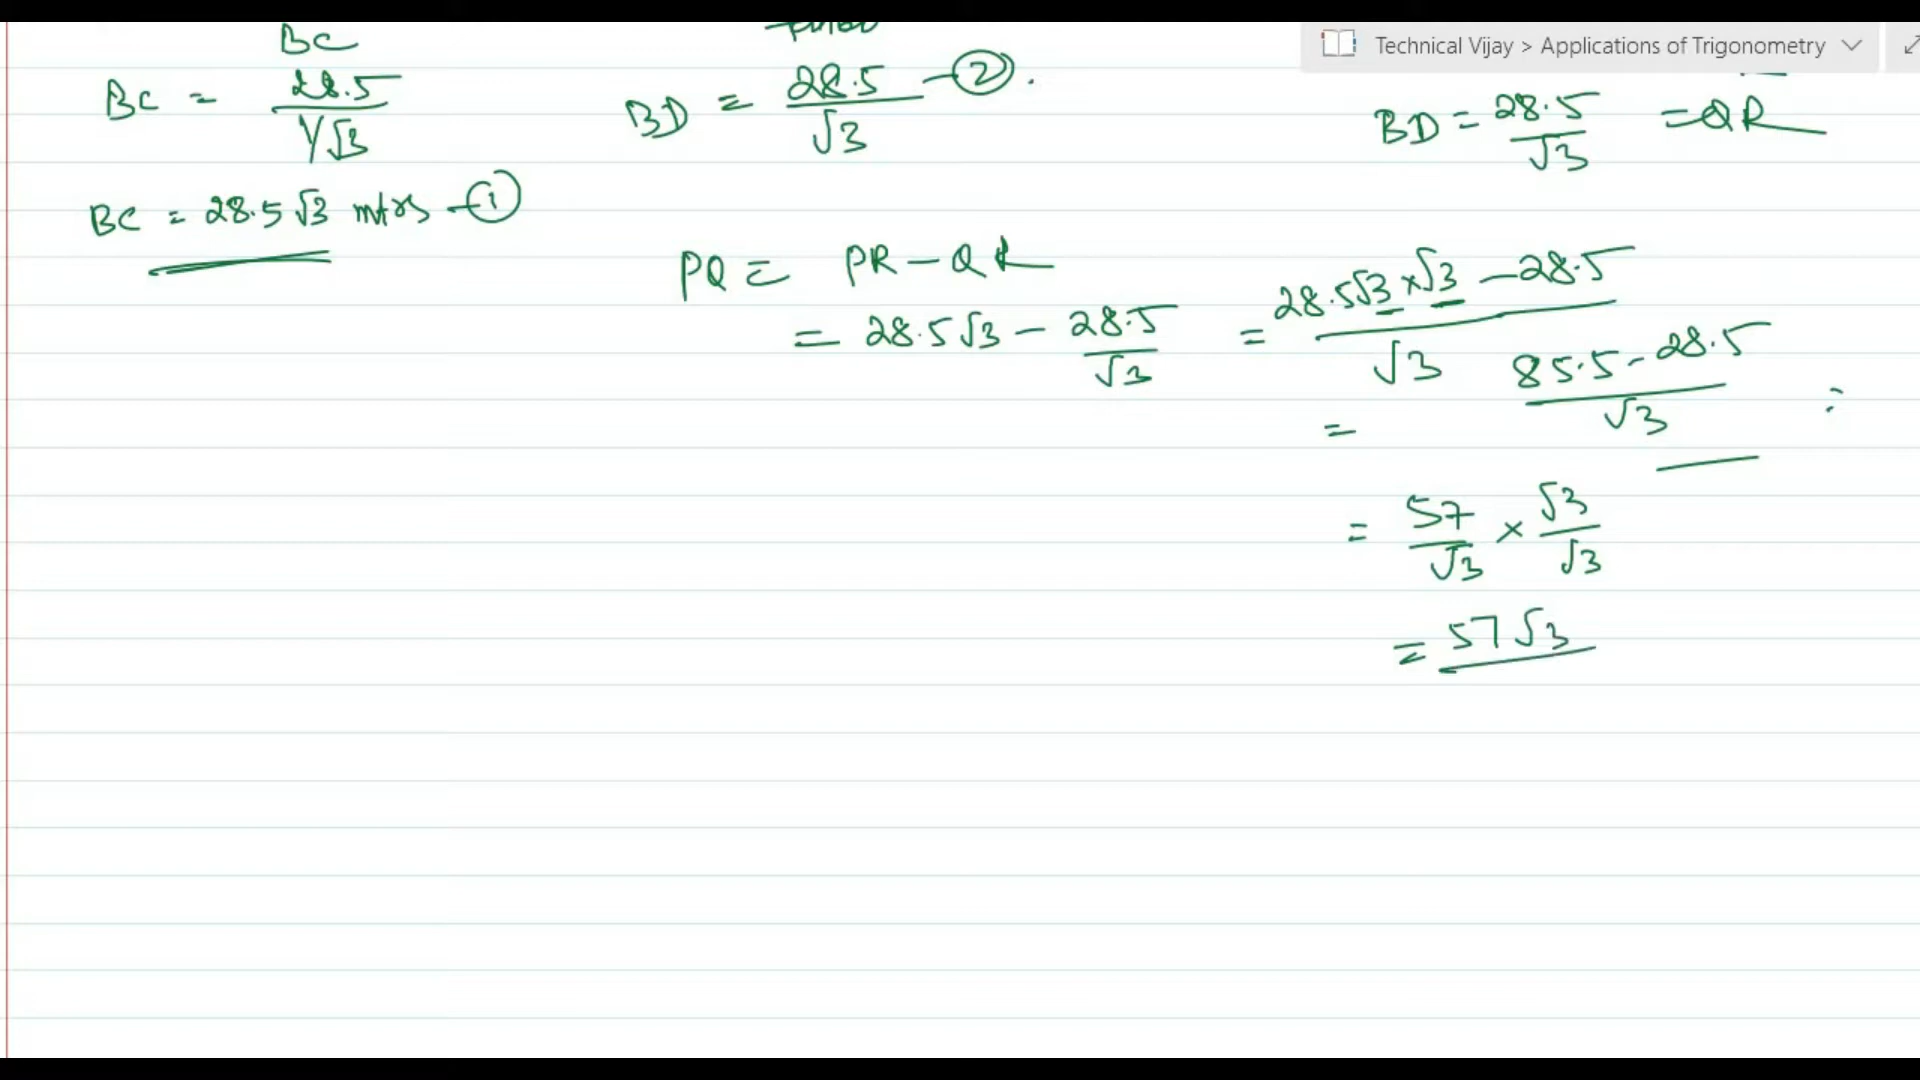 Technical Vijay > Applications of Trigonometry
BC
BC = 28.5
1/√3
BC = 28.5 √3 mtrs - ①
BD = 28.5 - ②.
√3
BD = 28.5 = QR
√3
PQ = PR - QR
= 28.5 √3 - 28.5 = 28.5√3 × √3 - 28.5
√3 √3
= 85.5 - 28.5 =
√3
= 57 × √3
√3 √3
= 57 √3